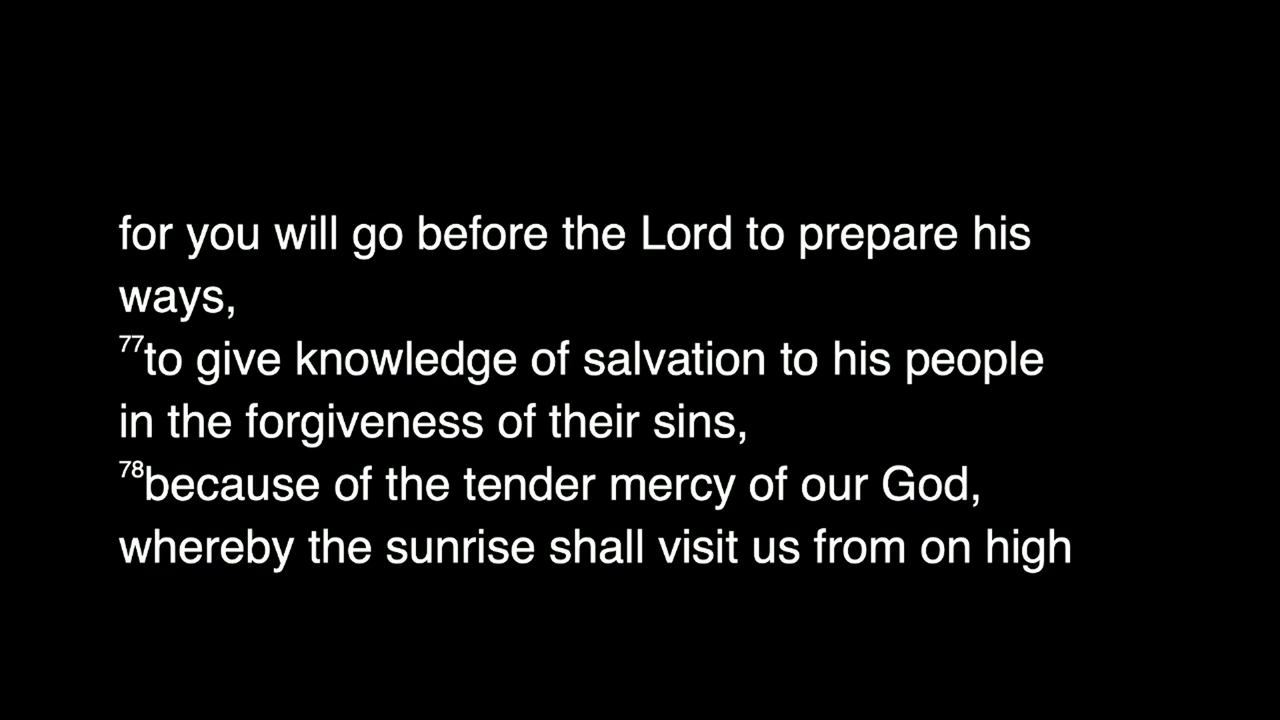 for you will go before the Lord to prepare his
ways,
77to give knowledge of salvation to his people
in the forgiveness of their sins,
78because of the tender mercy of our God,
whereby the sunrise shall visit us from on high